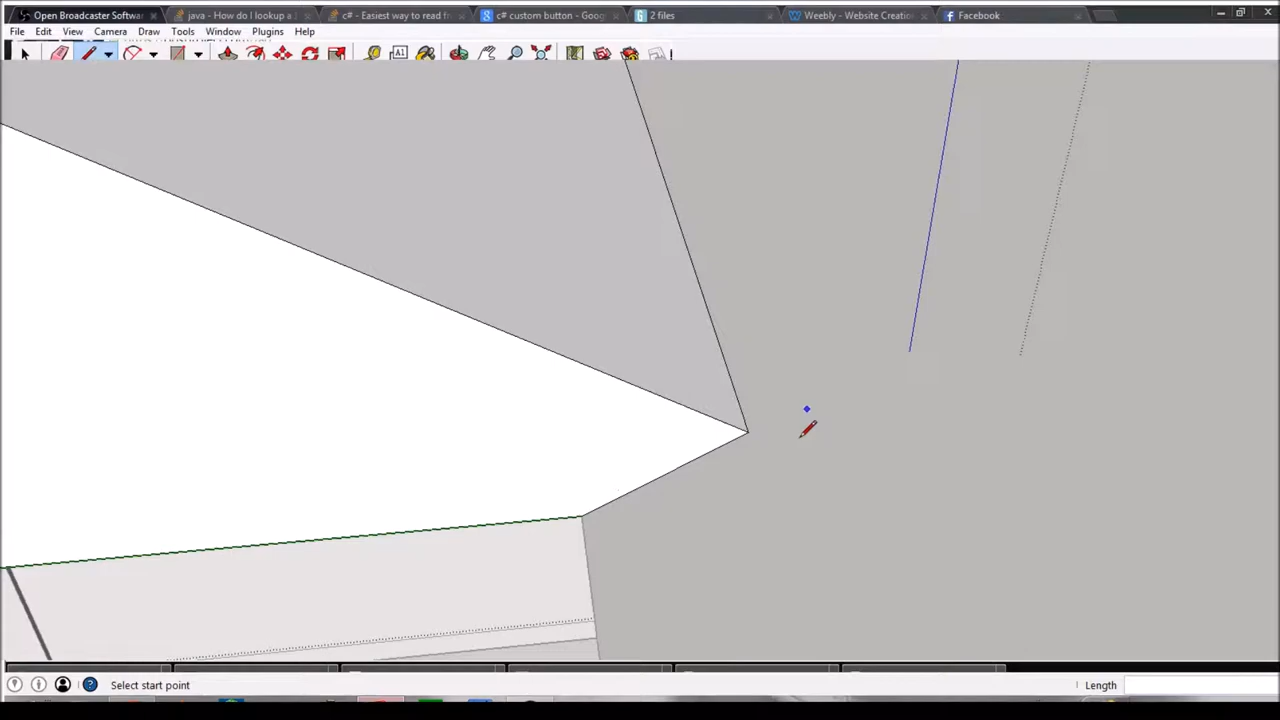 Open Broadcaster Softwa
java - How do I lookup a
c# - Easiest way to read fr
c# custom button - Goog
2 files
Weebly - Website Creatio
Facebook
File Edit View Camera Draw Tools Window Plugins Help
A1
Select start point
Length